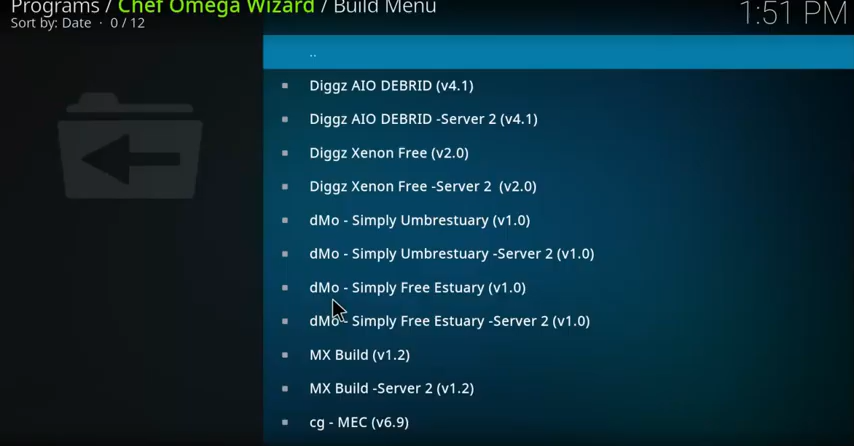 Programs / Chef Omega Wizard / Build Menu
Sort by: Date · 0 / 12
1:51 PM
..
Diggz AIO DEBRID (v4.1)
Diggz AIO DEBRID -Server 2 (v4.1)
Diggz Xenon Free (v2.0)
Diggz Xenon Free -Server 2 (v2.0)
dMo - Simply Umbrestuary (v1.0)
dMo - Simply Umbrestuary -Server 2 (v1.0)
dMo - Simply Free Estuary (v1.0)
dMo - Simply Free Estuary -Server 2 (v1.0)
MX Build (v1.2)
MX Build -Server 2 (v1.2)
cg - MEC (v6.9)